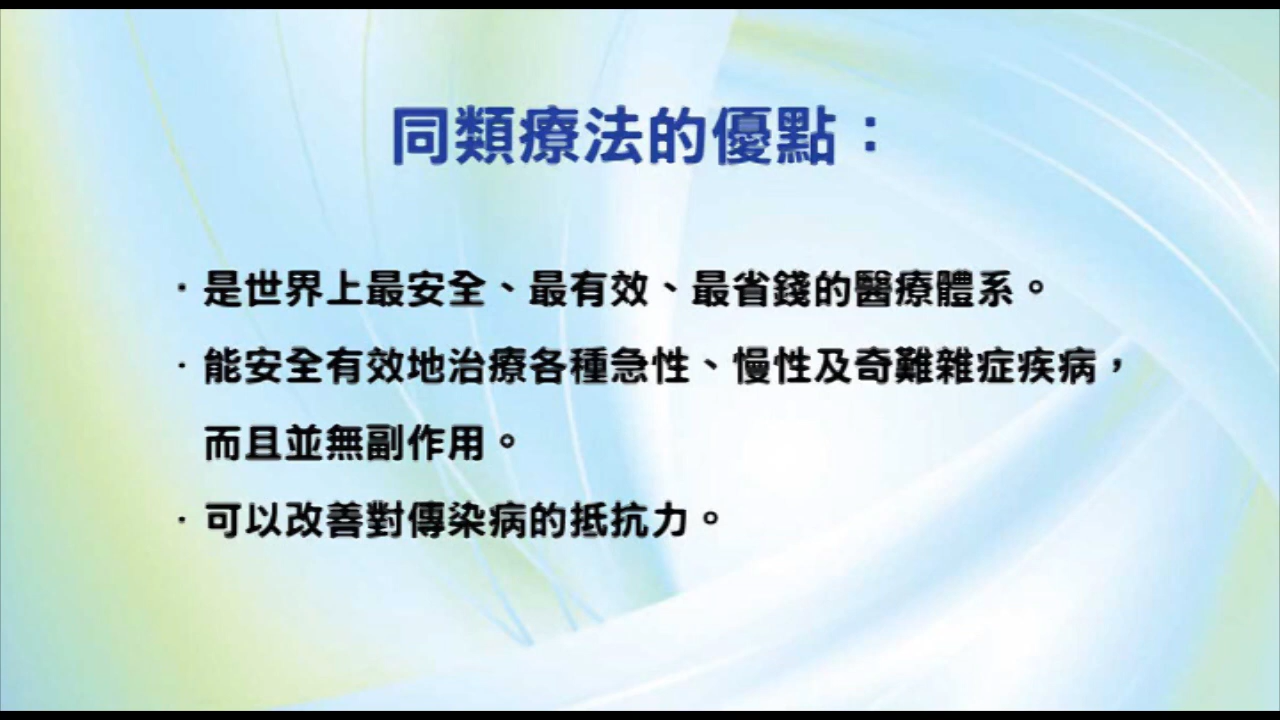 同類療法的優點：
·是世界上最安全、最有效、最省錢的醫療體系。
·能安全有效地治療各種急性、慢性及奇難雜症疾病，
而且並無副作用。
·可以改善對傳染病的抵抗力。